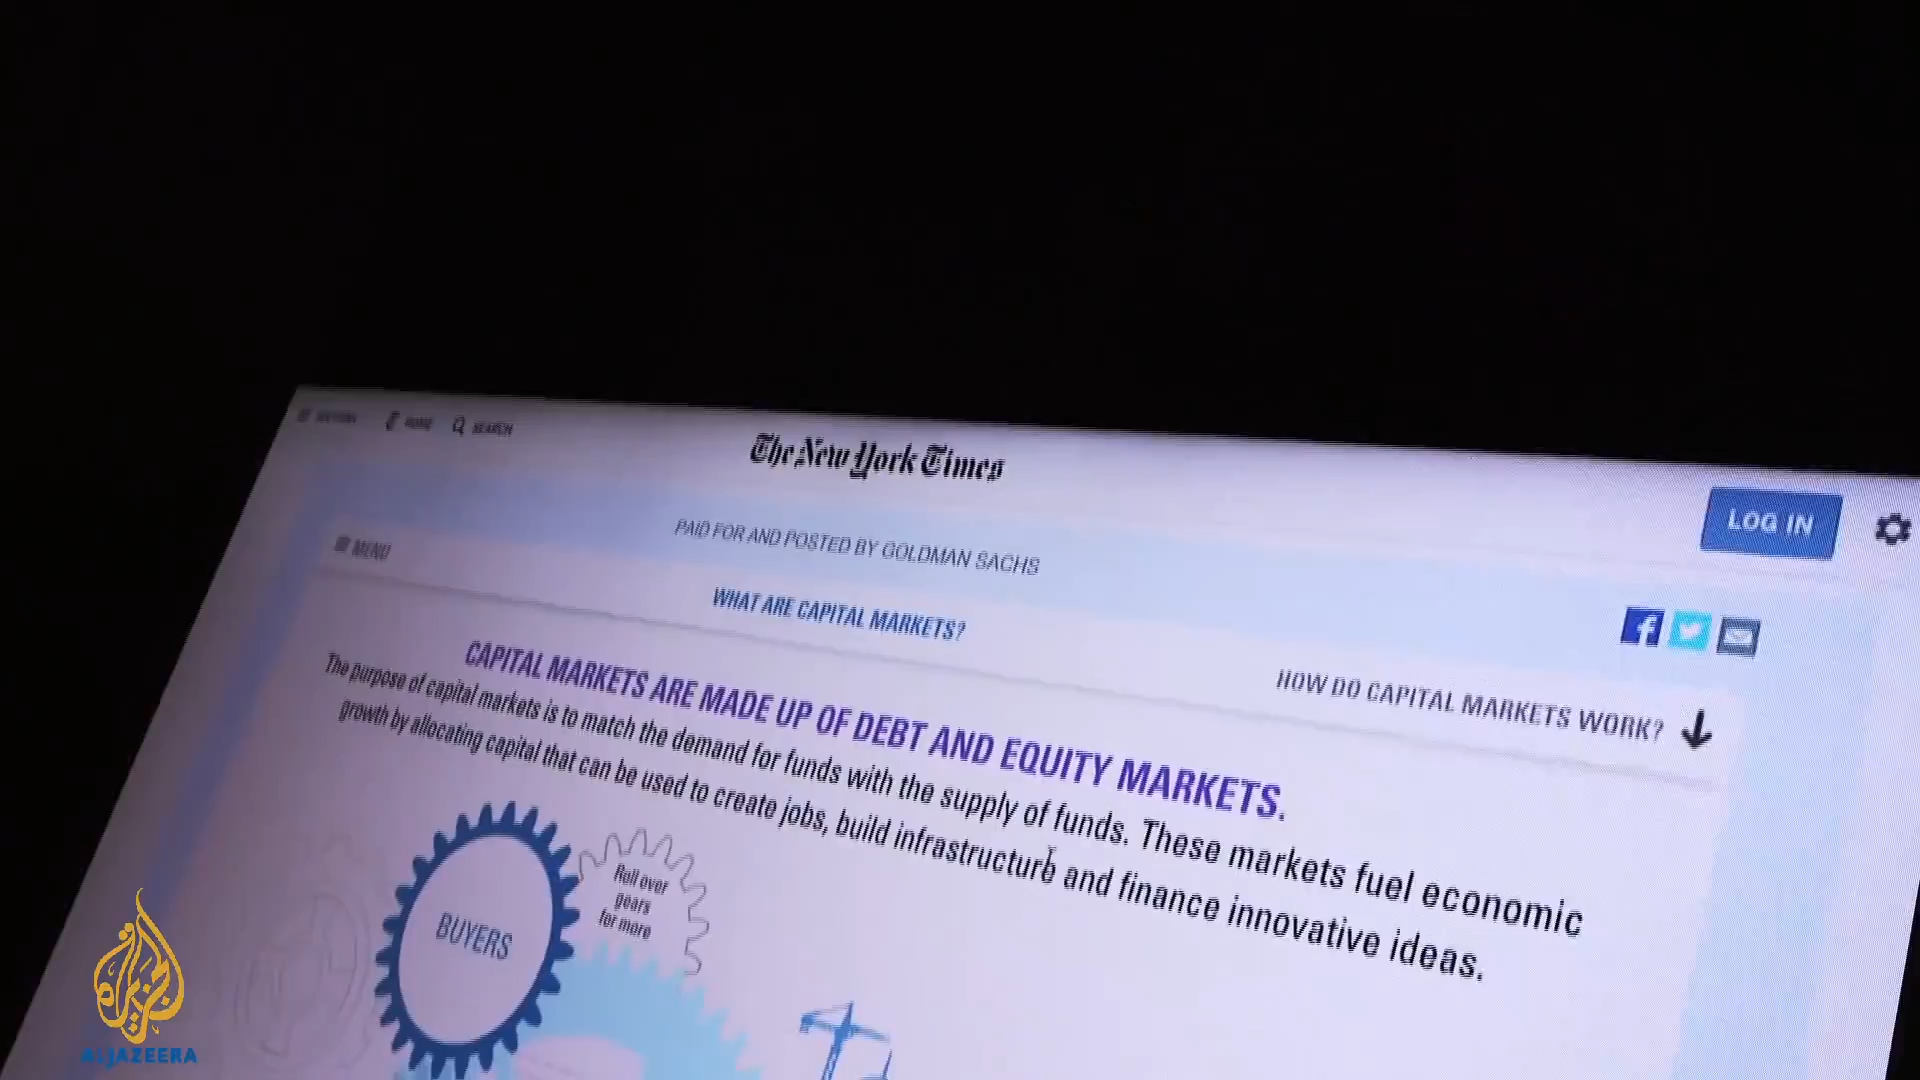 HOME
SEARCH
The New York Times
LOG IN
PAID FOR AND POSTED BY GOLDMAN SACHS
MENU
WHAT ARE CAPITAL MARKETS?
HOW DO CAPITAL MARKETS WORK?
CAPITAL MARKETS ARE MADE UP OF DEBT AND EQUITY MARKETS.
The purpose of capital markets is to match the demand for funds with the supply of funds. These markets fuel economic
growth by allocating capital that can be used to create jobs, build infrastructure and finance innovative ideas.
BUYERS
Roll over
gears
for more
الجزيرة
ALJAZEERA